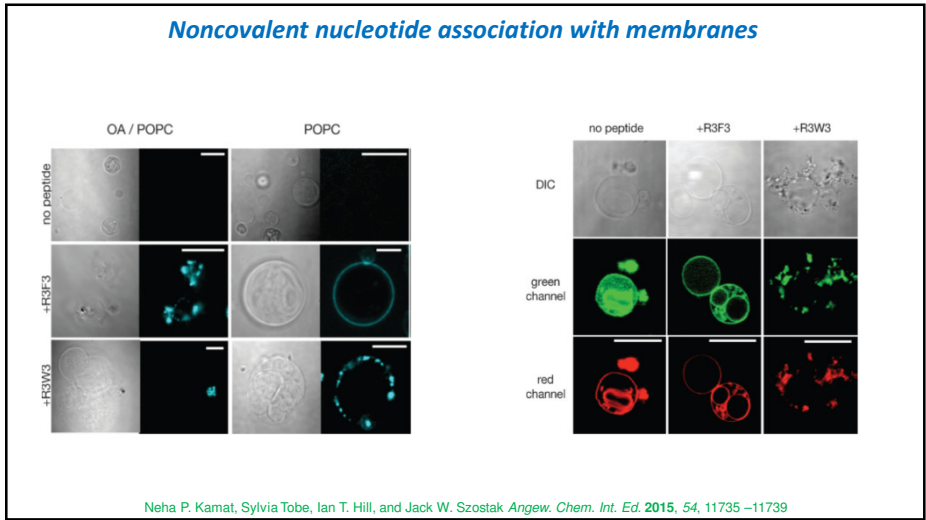 Noncovalent nucleotide association with membranes
OA / POPC
POPC
no peptide
+R3F3
+R3W3
no peptide
+R3F3
+R3W3
DIC
green
channel
red
channel
Neha P. Kamat, Sylvia Tobe, Ian T. Hill, and Jack W. Szostak Angew. Chem. Int. Ed. 2015, 54, 11735 –11739